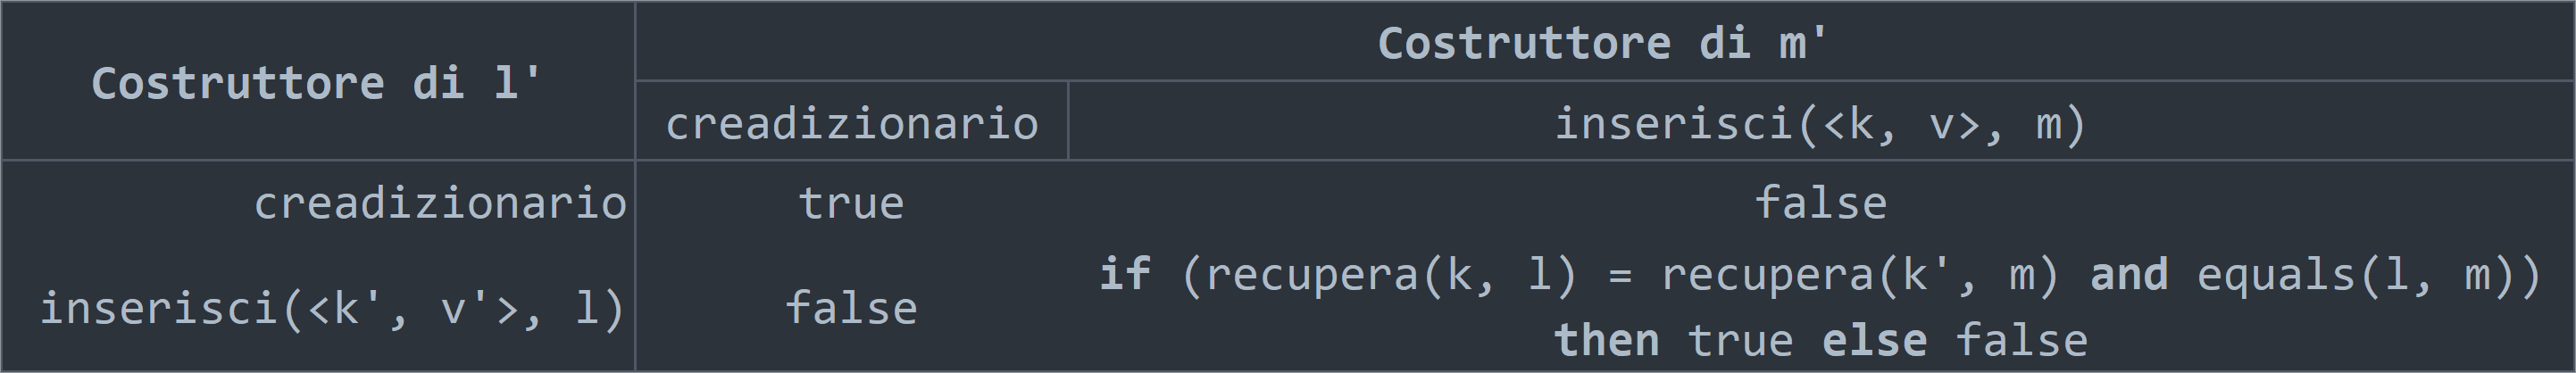 Costruttore di l'
Costruttore di m'
creadizionario
inserisci(<k, v>, m)
creadizionario
true
false
inserisci(<k', v'>, l)
false
if (recupera(k, l) = recupera(k', m) and equals(l, m))
then true else false